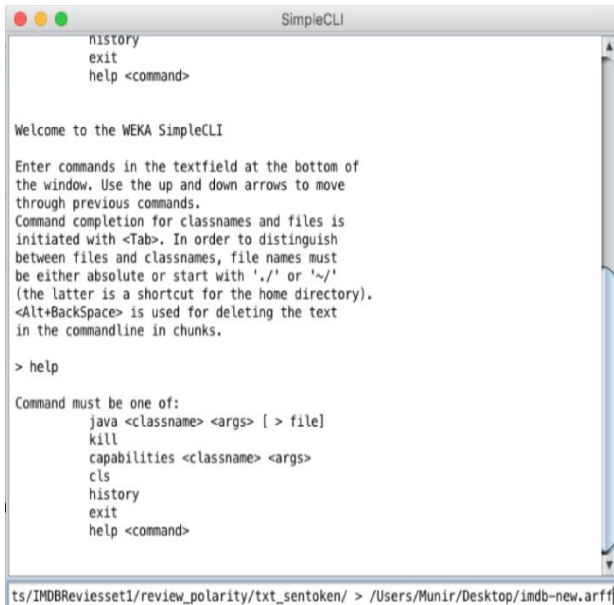 SimpleCLI
history
exit
help <command>
Welcome to the WEKA SimpleCLI
Enter commands in the textfield at the bottom of
the window. Use the up and down arrows to move
through previous commands.
Command completion for classnames and files is
initiated with <Tab>. In order to distinguish
between files and classnames, file names must
be either absolute or start with './' or '~/'
(the latter is a shortcut for the home directory).
<Alt+BackSpace> is used for deleting the text
in the commandline in chunks.
> help
Command must be one of:
java <classname> <args> [ > file]
kill
capabilities <classname> <args>
cls
history
exit
help <command>
ts/IMDBReviesset1/review_polarity/txt_sentoken/ > /Users/Munir/Desktop/imdb-new.arff